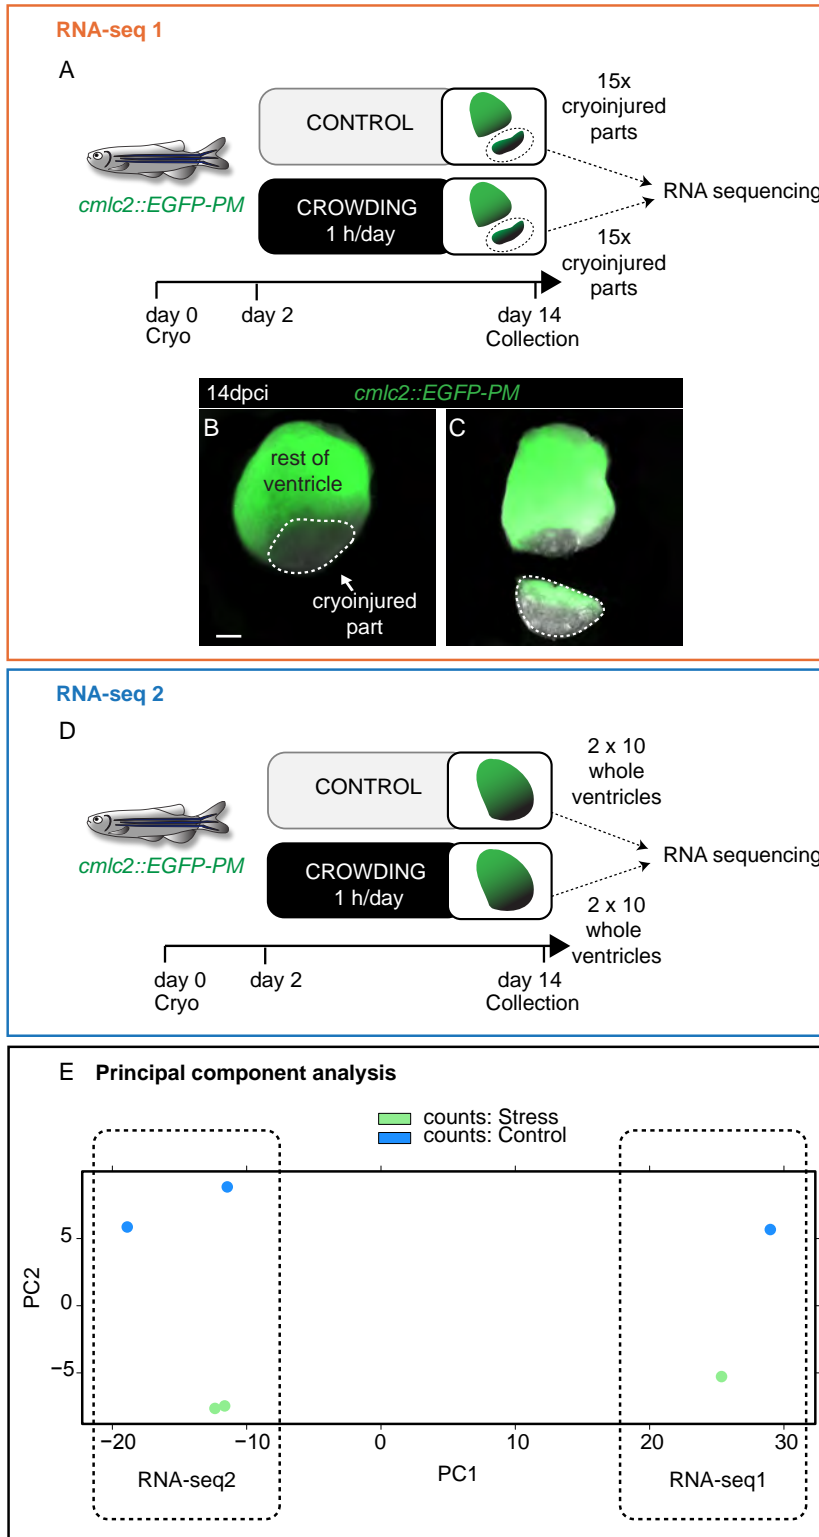 RNA-seq 1
A
CONTROL
15x
cryoinjured
parts
cmlc2::EGFP-PM
CROWDING
1 h/day
RNA sequencing
15x
cryoinjured
parts
day 0
Cryo
day 2
day 14
Collection
14dpci
cmlc2::EGFP-PM
B
rest of
ventricle
cryoinjured
part
C
RNA-seq 2
D
CONTROL
2 x 10
whole
ventricles
cmlc2::EGFP-PM
CROWDING
1 h/day
RNA sequencing
2 x 10
whole
ventricles
day 0
Cryo
day 2
day 14
Collection
E Principal component analysis
counts: Stress
counts: Control
5
0
−5
PC2
−20 −10 0 10 20 30
RNA-seq2
PC1
RNA-seq1